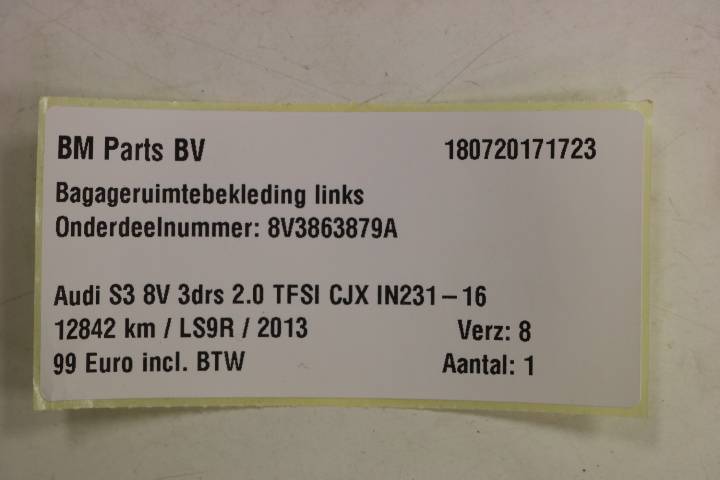 BM Parts BV 180720171723
Bagageruimtebekleding links
Onderdeelnummer: 8V3863879A
Audi S3 8V 3drs 2.0 TFSI CJX IN231-16
12842 km / LS9R / 2013 Verz: 8
99 Euro incl. BTW Aantal: 1